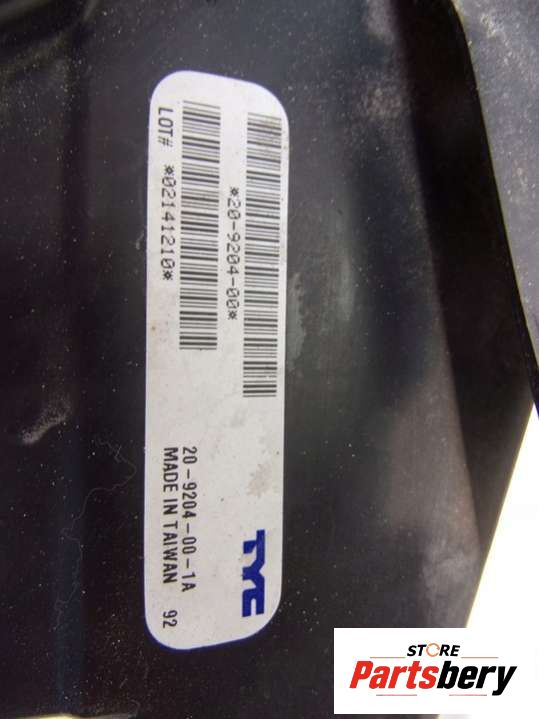 *20-9204-00*
LOT# *02141210*
TYC
20-9204-00-1A
MADE IN TAIWAN 92
STORE
Partsbery